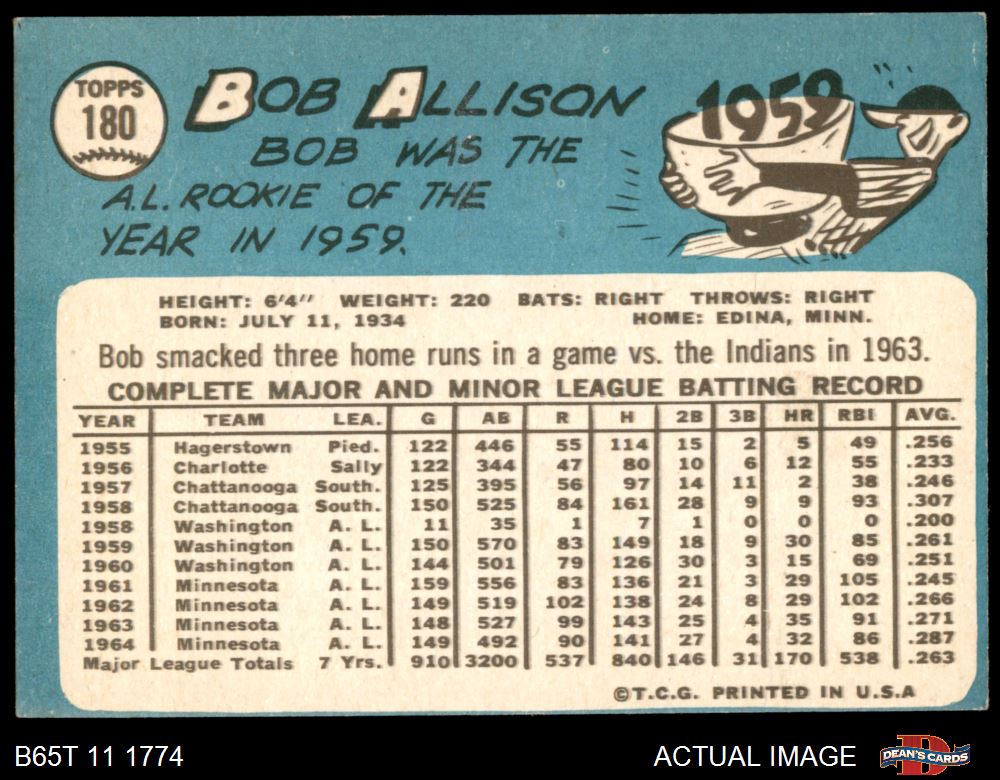 TOPPS
180
BOB ALLISON
1959
BOB WAS THE
A.L. ROOKIE OF THE
YEAR IN 1959.
HEIGHT: 6'4" WEIGHT: 220 BATS: RIGHT THROWS: RIGHT
BORN: JULY 11, 1934 HOME: EDINA, MINN.
Bob smacked three home runs in a game vs. the Indians in 1963.
COMPLETE MAJOR AND MINOR LEAGUE BATTING RECORD
YEAR TEAM LEA. G AB R H 2B 3B HR RBI AVG.
1955 Hagerstown Pied. 122 446 55 114 15 2 5 49 .256
1956 Charlotte Sally 122 344 47 80 10 6 12 55 .233
1957 Chattanooga South. 125 395 56 97 14 11 2 38 .246
1958 Chattanooga South. 150 525 84 161 28 9 9 93 .307
1958 Washington A. L. 11 35 1 7 1 0 0 0 .200
1959 Washington A. L. 150 570 83 149 18 9 30 85 .261
1960 Washington A. L. 144 501 79 126 30 3 15 69 .251
1961 Minnesota A. L. 159 556 83 136 21 3 29 105 .245
1962 Minnesota A. L. 149 519 102 138 24 8 29 102 .266
1963 Minnesota A. L. 148 527 99 143 25 4 35 91 .271
1964 Minnesota A. L. 149 492 90 141 27 4 32 86 .287
Major League Totals 7 Yrs. 910 3200 537 840 146 31 170 538 .263
©T.C.G. PRINTED IN U.S.A
B65T 11 1774 ACTUAL IMAGE
DEAN'S CARDS